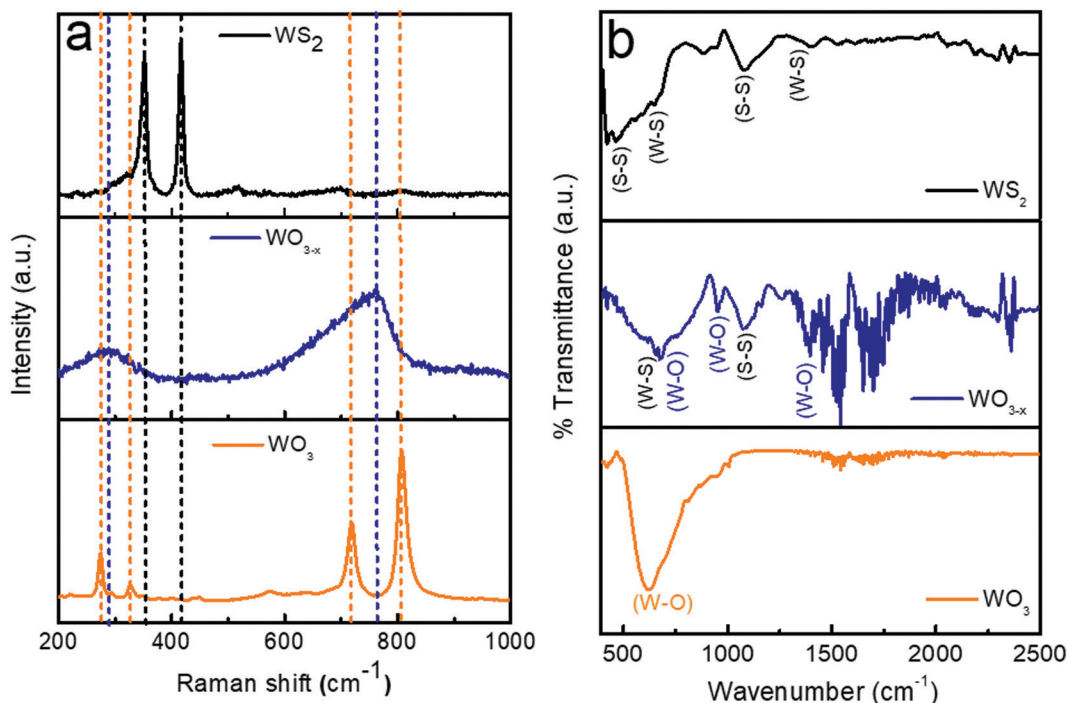 a
WS2
WO3-x
WO3
Intensity (a.u.)
200 400 600 800 1000
Raman shift (cm-1)
b
(S-S)
(W-S)
(S-S)
(W-S)
WS2
(W-S)
(W-O)
(W-O)
(S-S)
(W-O)
WO3-x
(W-O)
WO3
% Transmittance (a.u.)
500 1000 1500 2000 2500
Wavenumber (cm-1)